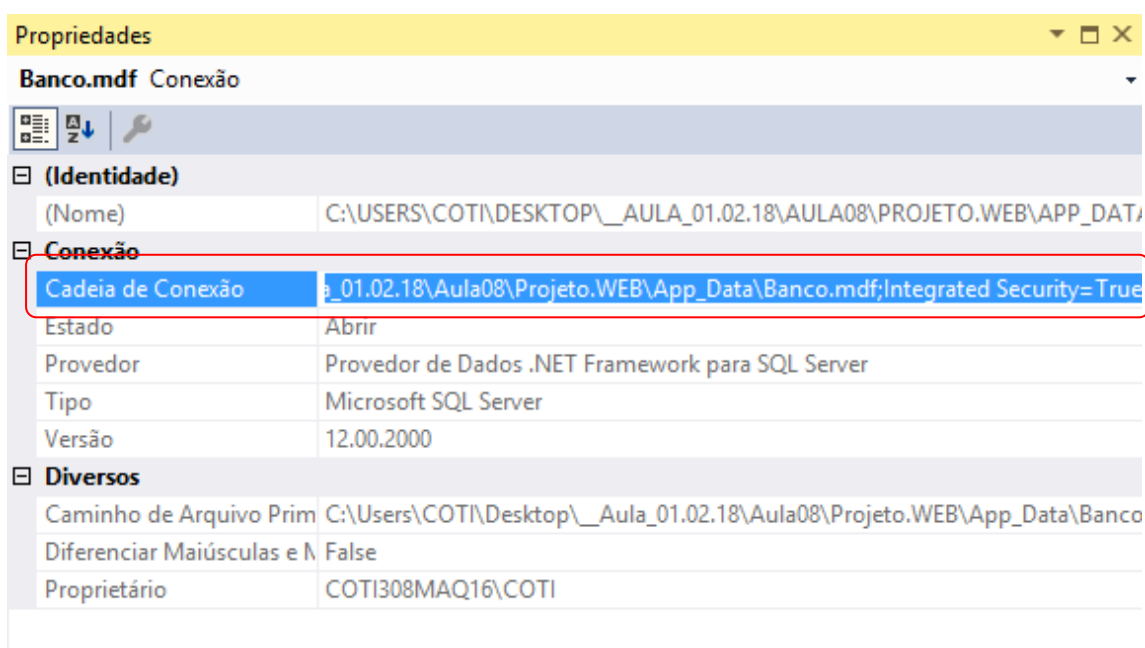 Propriedades
Banco.mdf Conexão
(Identidade)
(Nome) C:\USERS\COTI\DESKTOP\__AULA_01.02.18\AULA08\PROJETO.WEB\APP_DATA
Conexão
Cadeia de Conexão a_01.02.18\Aula08\Projeto.WEB\App_Data\Banco.mdf;Integrated Security=True
Estado Abrir
Provedor Provedor de Dados .NET Framework para SQL Server
Tipo Microsoft SQL Server
Versão 12.00.2000
Diversos
Caminho de Arquivo Prim C:\Users\COTI\Desktop\__Aula_01.02.18\Aula08\Projeto.WEB\App_Data\Banco
Diferenciar Maiúsculas e M False
Proprietário COTI308MAQ16\COTI